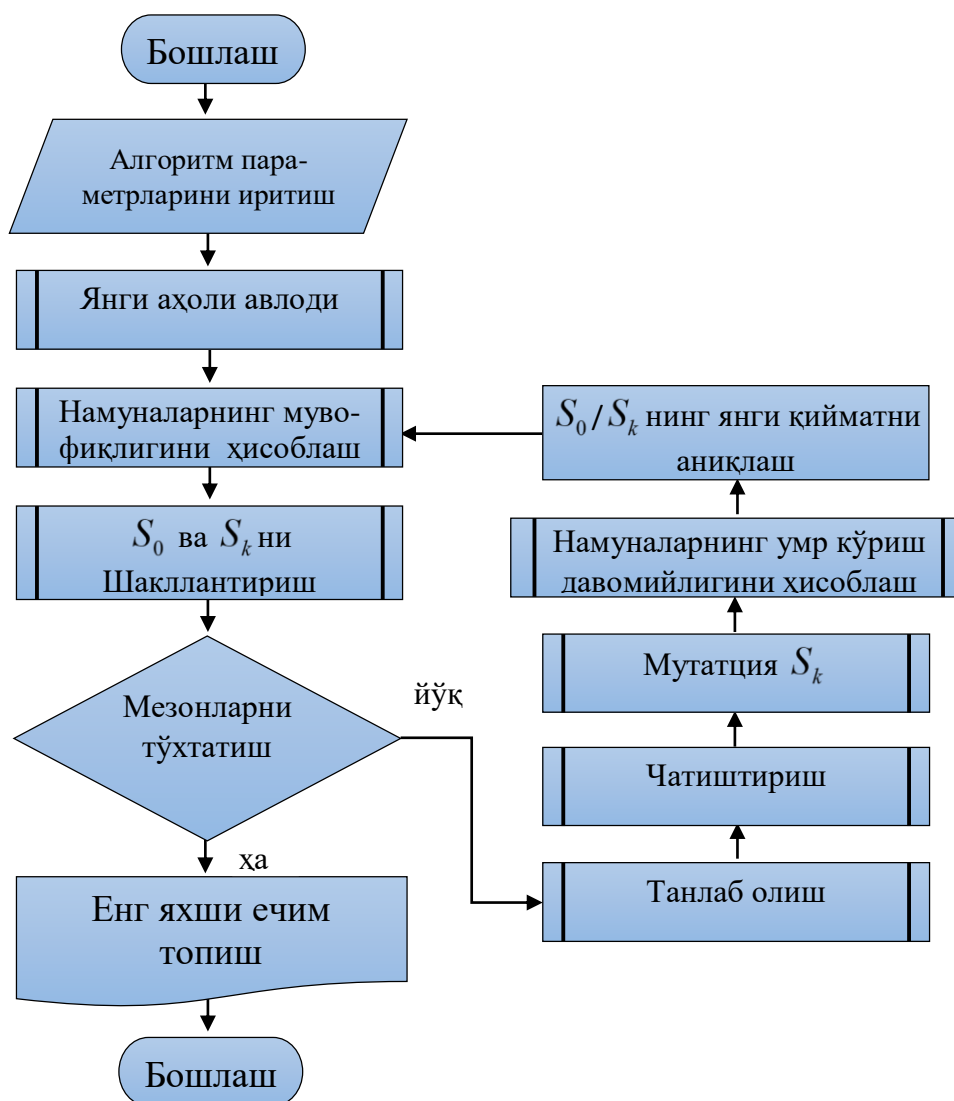 Бошлаш
Алгоритм пара-
метрларини иритиш
Янги аҳоли авлоди
Намуналарнинг муво-
фиқлигини ҳисоблаш
S₀ ва Sₖ ни
Шакллантириш
Мезонларни
тўхтатиш
йўқ
ҳа
Енг яхши ечим
топиш
Бошлаш
S₀ / Sₖ нинг янги қийматни
аниқлаш
Намуналарнинг умр кўриш
давомийлигини ҳисоблаш
Мутатция Sₖ
Чатиштириш
Танлаб олиш